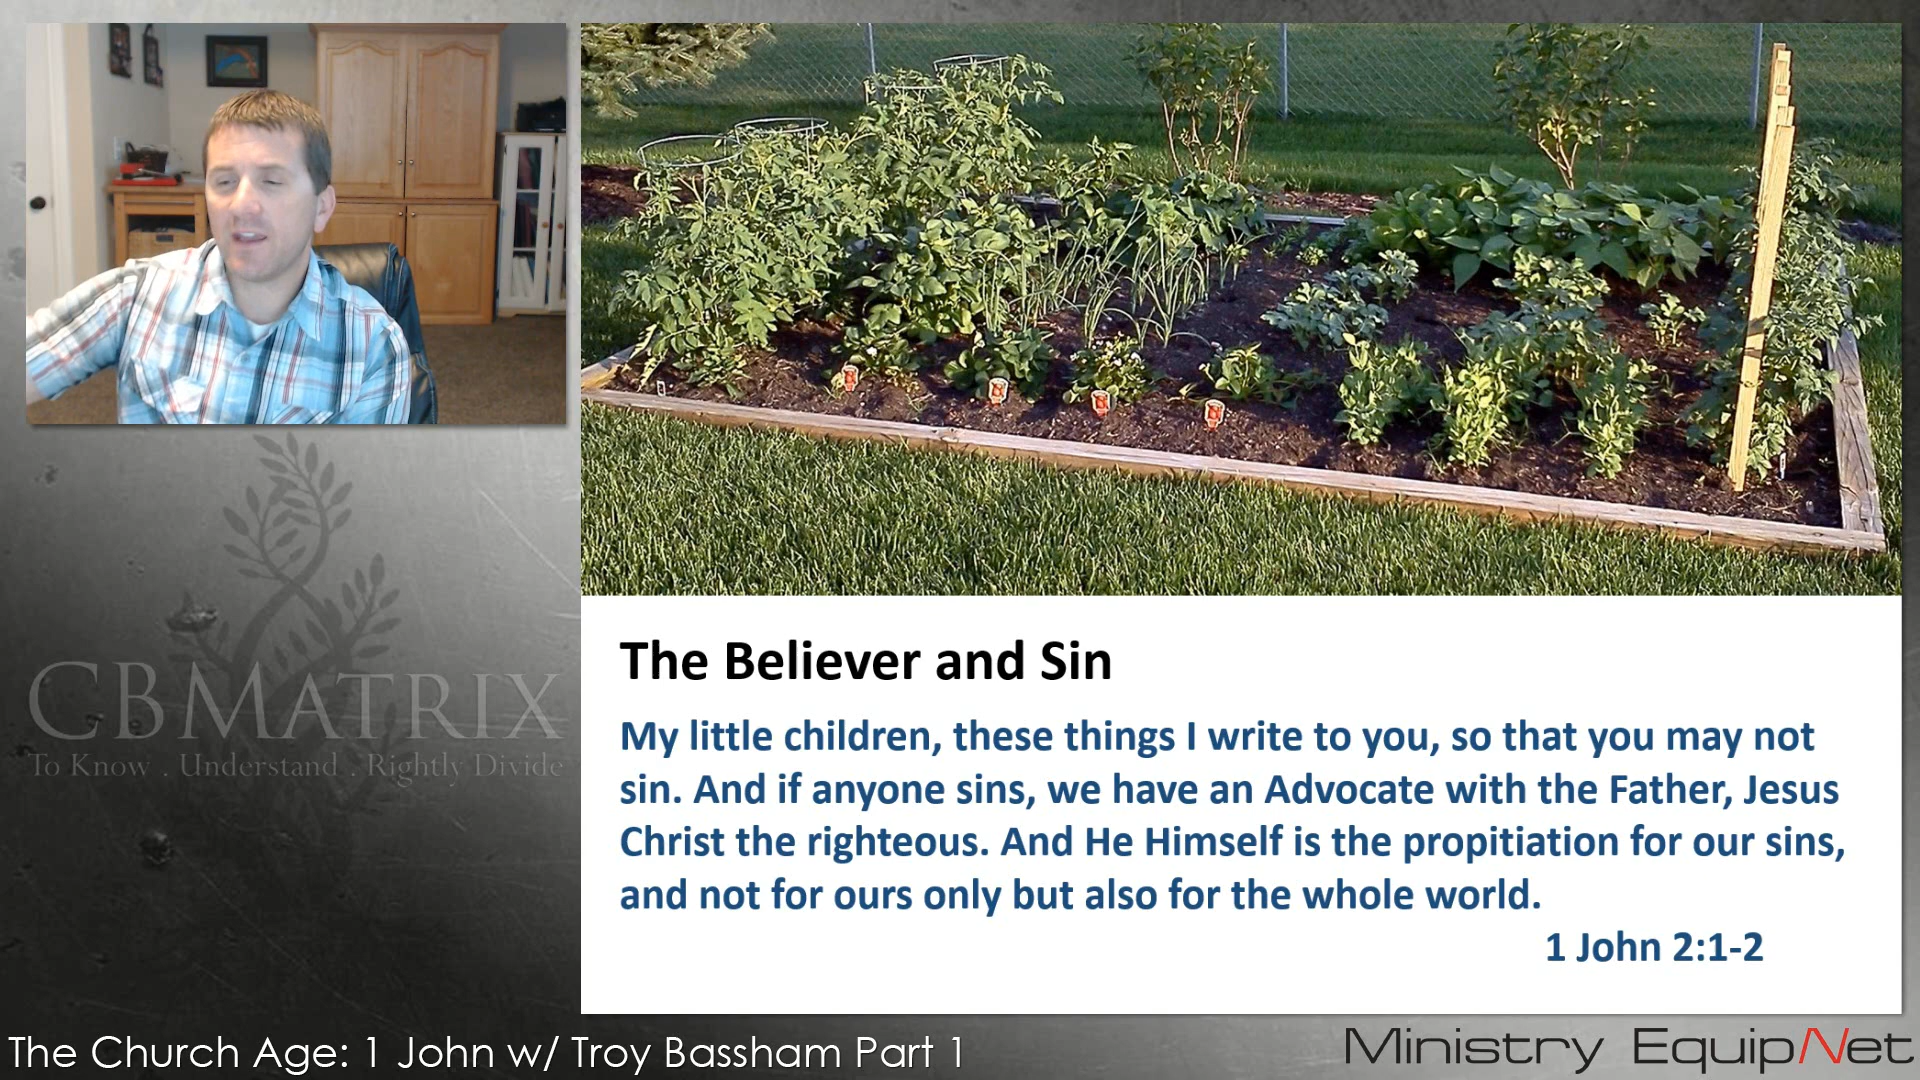 The Believer and Sin
My little children, these things I write to you, so that you may not
sin. And if anyone sins, we have an Advocate with the Father, Jesus
Christ the righteous. And He Himself is the propitiation for our sins,
and not for ours only but also for the whole world.
1 John 2:1-2
CBMATRIX
To Know . Understand . Rightly Divide
The Church Age: 1 John w/ Troy Bassham Part 1
Ministry EquipNet